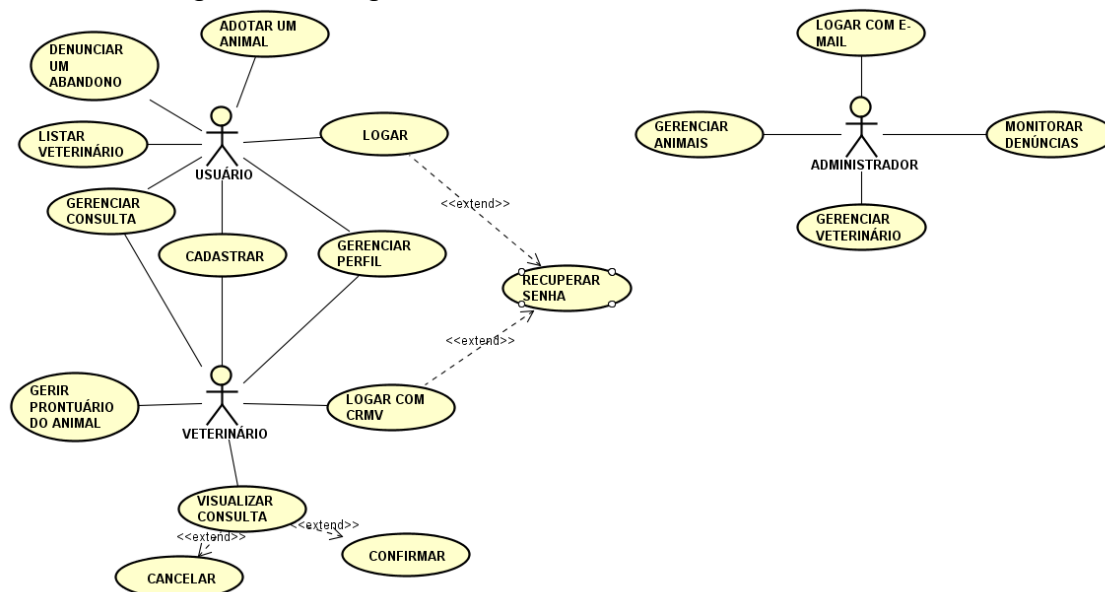 ADOTAR UM
ANIMAL
DENUNCIAR
UM
ABANDONO
LISTAR
VETERINÁRIO
LOGAR
USUÁRIO
GERENCIAR
CONSULTA
CADASTRAR
GERENCIAR
PERFIL
<<extend>>
RECUPERAR
SENHA
<<extend>>
GERIR
PRONTUÁRIO
DO ANIMAL
VETERINÁRIO
LOGAR COM
CRMV
VISUALIZAR
CONSULTA
<<extend>>
<<extend>>
CANCELAR
CONFIRMAR
LOGAR COM E-
MAIL
GERENCIAR
ANIMAIS
ADMINISTRADOR
MONITORAR
DENÚNCIAS
GERENCIAR
VETERINÁRIO